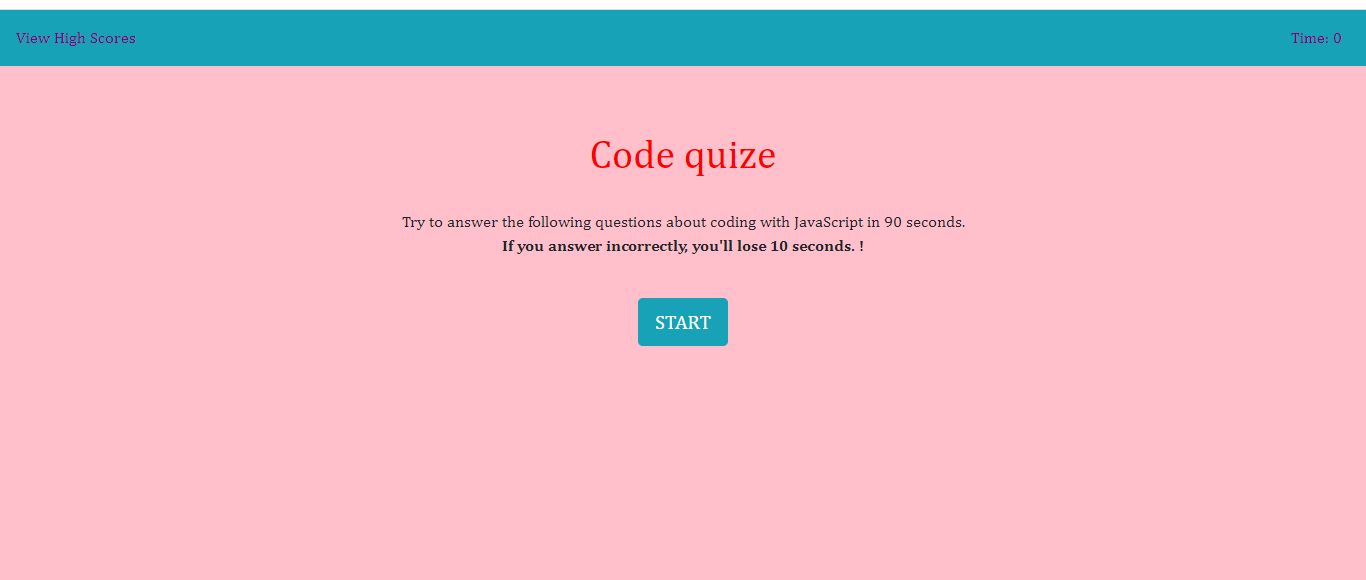 View High Scores
Time: 0
Code quize
Try to answer the following questions about coding with JavaScript in 90 seconds.
If you answer incorrectly, you'll lose 10 seconds. !
START